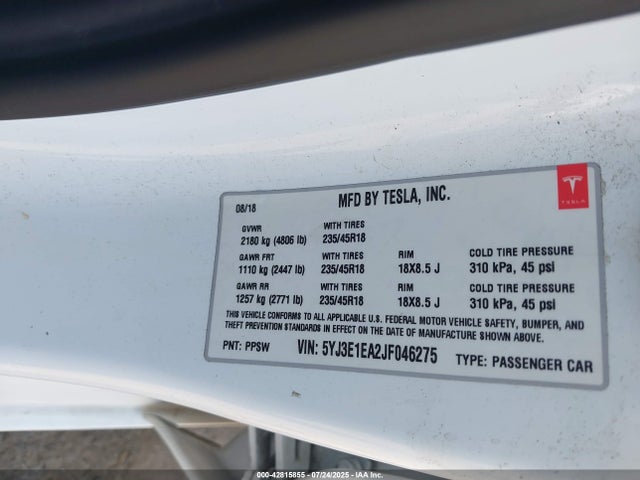 08/18 MFD BY TESLA, INC.
TESLA
GVWR WITH TIRES
2180 kg (4806 lb) 235/45R18
GAWR FRT WITH TIRES RIM COLD TIRE PRESSURE
1110 kg (2447 lb) 235/45R18 18X8.5 J 310 kPa, 45 psi
GAWR RR WITH TIRES RIM COLD TIRE PRESSURE
1257 kg (2771 lb) 235/45R18 18X8.5 J 310 kPa, 45 psi
THIS VEHICLE CONFORMS TO ALL APPLICABLE U.S. FEDERAL MOTOR VEHICLE SAFETY, BUMPER, AND
THEFT PREVENTION STANDARDS IN EFFECT ON THE DATE OF MANUFACTURE SHOWN ABOVE.
PNT: PPSW VIN: 5YJ3E1EA2JF046275 TYPE: PASSENGER CAR
000-42815855 - 07/24/2025 - IAA Inc.